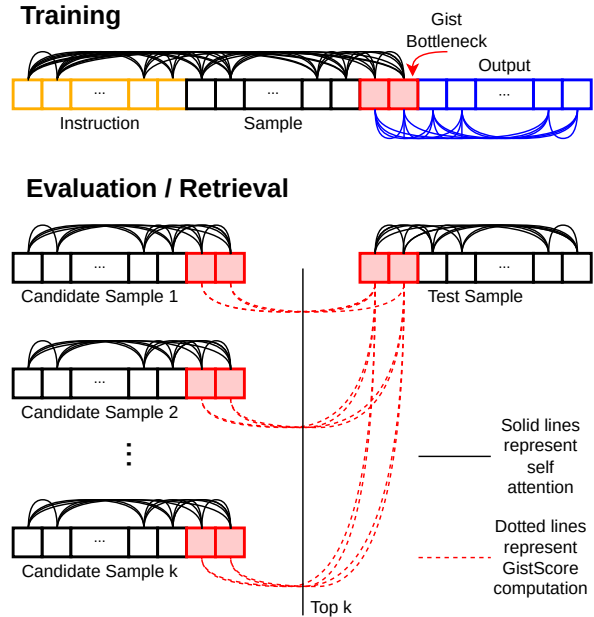 Training
Gist
Bottleneck
Output
...
...
...
Instruction
Sample
Evaluation / Retrieval
...
...
Candidate Sample 1
Test Sample
...
Candidate Sample 2
...
Solid lines
represent
self
attention
...
Candidate Sample k
Dotted lines
represent
GistScore
computation
Top k